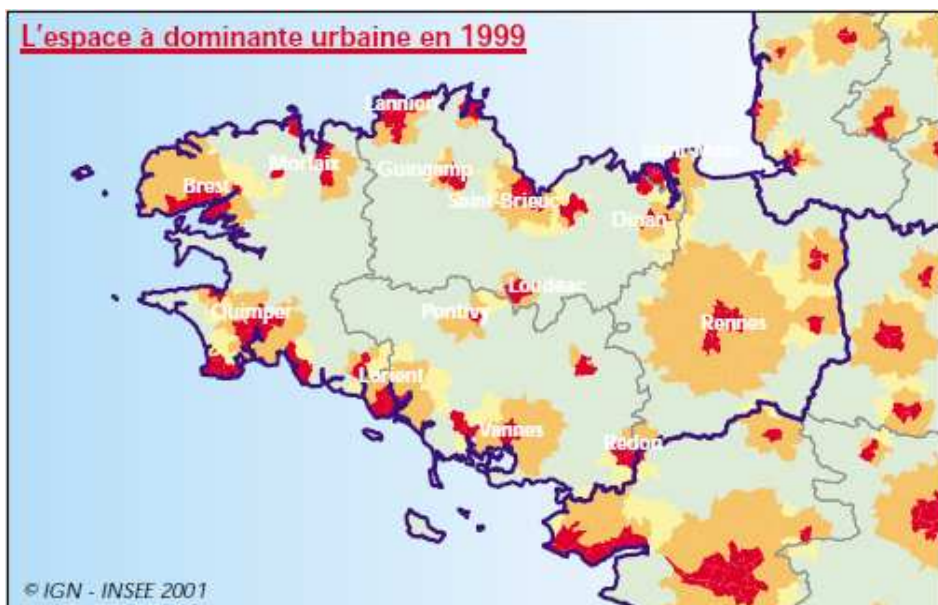 L'espace à dominante urbaine en 1999
Lannion
Morlaix
Guingamp
Brest
Saint-Brieuc
Dinan
Loudeac
Quimper
Pontivy
Rennes
Lorient
Vannes
Redon
© IGN - INSEE 2001